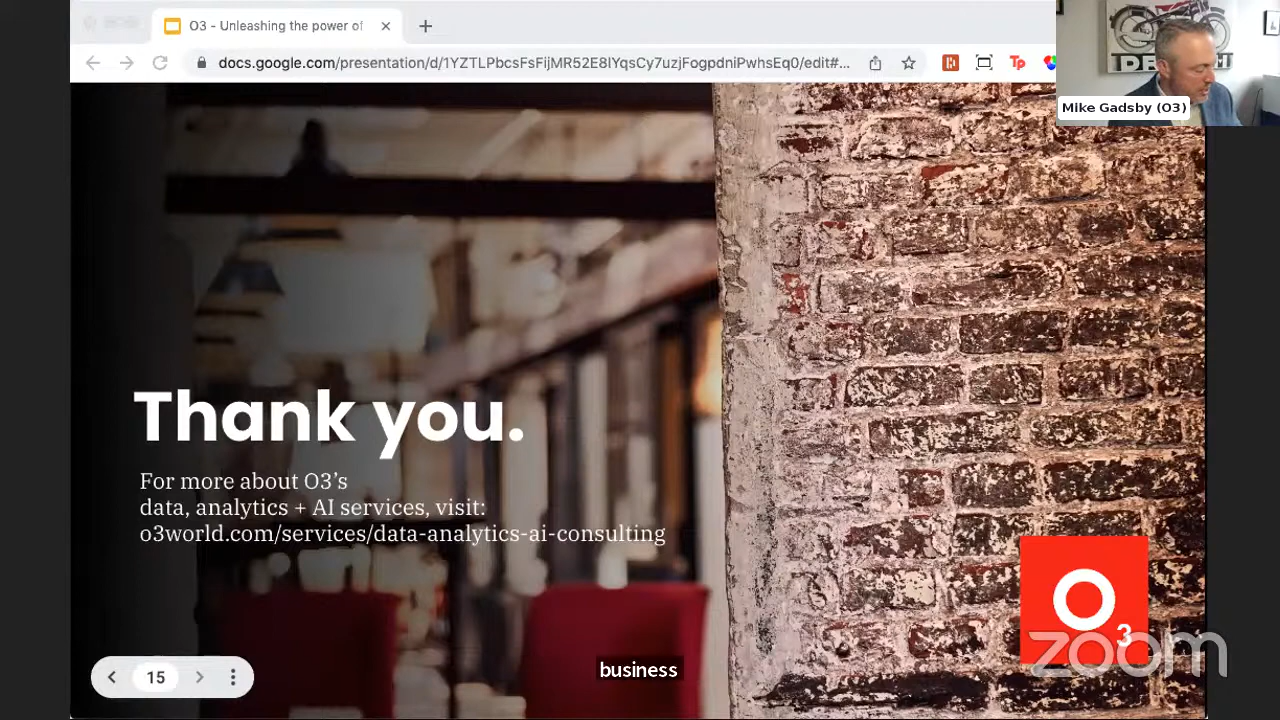 O3 - Unleashing the power of
docs.google.com/presentation/d/1YZTLPbcsFsFijMR52E8lYqsCy7uzjFogpdniPwhsEq0/edit#...
Tp
Mike Gadsby (O3)
Thank you.
For more about O3’s
data, analytics + AI services, visit:
o3world.com/services/data-analytics-ai-consulting
O3
zoom
15
business